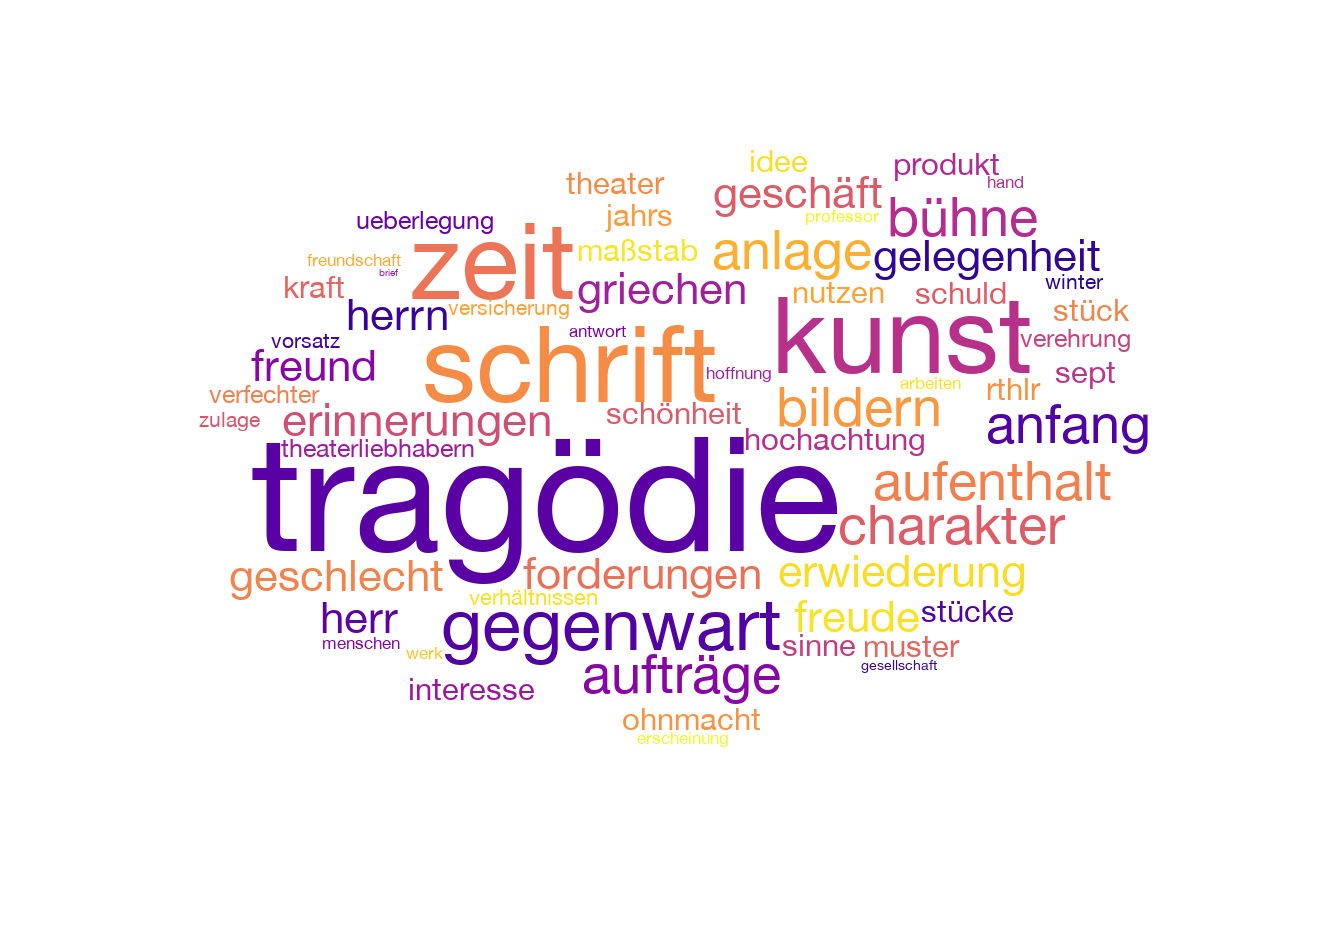 idee
produkt
theater
geschäft
hand
jahrs
professor
bühne
ueberlegung
zeit
maßstab
anlage
gelegenheit
freundschaft
brief
kraft
griechen
nutzen
schuld
winter
herrn
versicherung
stück
vorsatz
schrift
antwort
kunst
verehrung
freund
hoffnung
sept
verfechter
arbeiten
rthlr
zulage
erinnerungen
schönheit
bildern
anfang
theaterliebhabern
hochachtung
tragödie
aufenthalt
charakter
geschlecht
forderungen
erwiederung
verhältnissen
herr
gegenwart
freude
stücke
menschen
werk
sinne
muster
gesellschaft
interesse
aufträge
ohnmacht
erscheinung